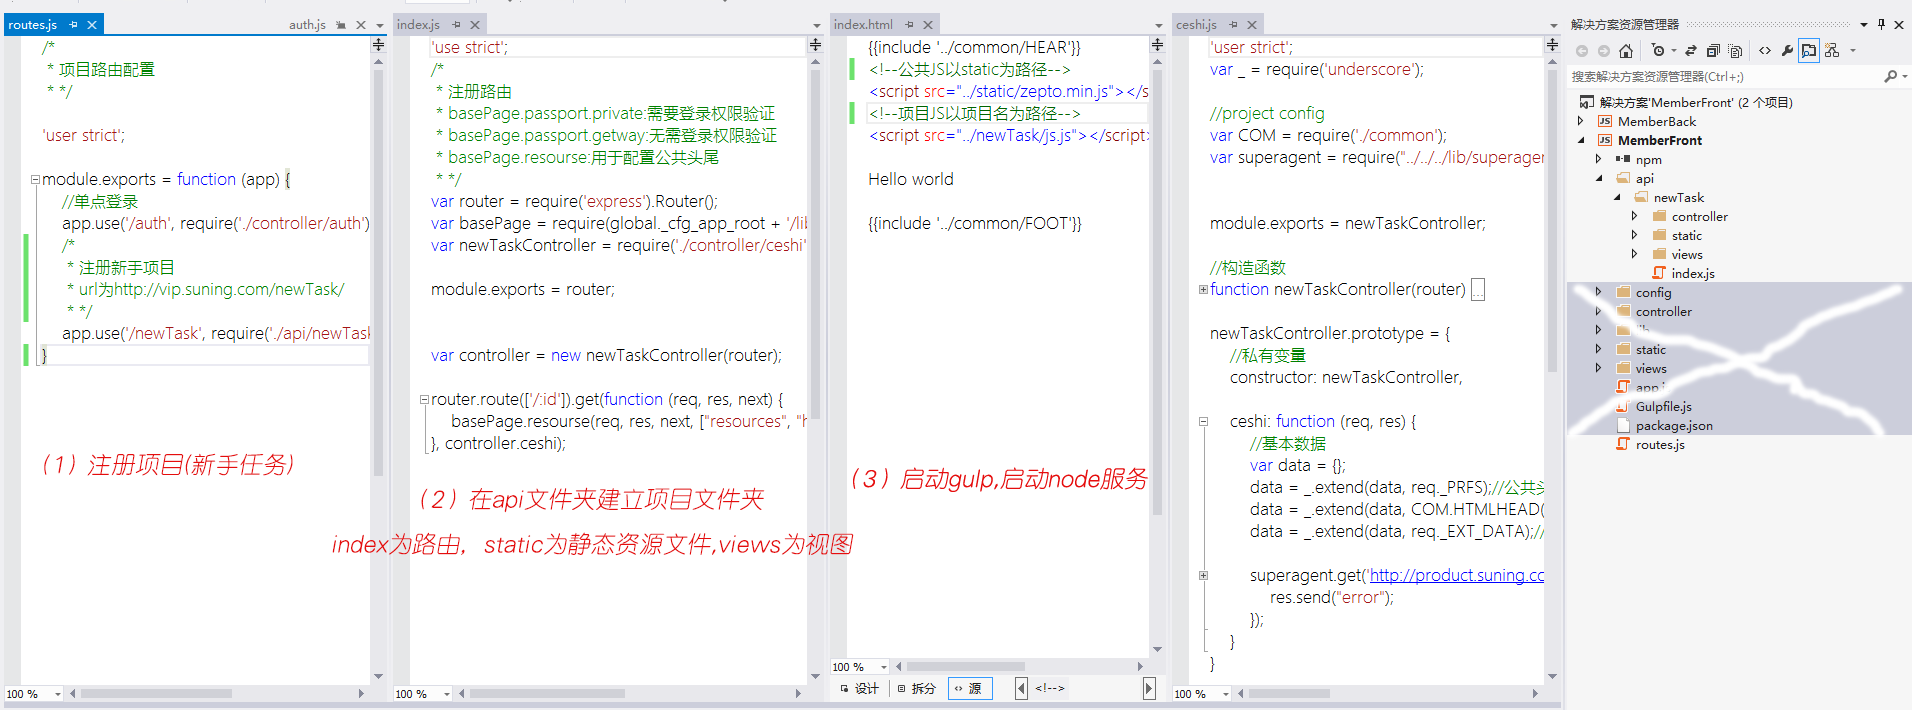 routes.js
auth.js
/*
* 项目路由配置
* */
'user strict';
module.exports = function (app) {
//单点登录
app.use('/auth', require('./controller/auth')
/*
* 注册新手项目
* url为http://vip.suning.com/newTask/
* */
app.use('/newTask', require('./api/newTask
}
(1) 注册项目(新手任务)
100 %
index.js
'use strict';
/*
* 注册路由
* basePage.passport.private:需要登录权限验证
* basePage.passport.getway:无需登录权限验证
* basePage.resourse:用于配置公共头尾
* */
var router = require('express').Router();
var basePage = require(global._cfg_app_root + '/lib
var newTaskController = require('./controller/ceshi'
module.exports = router;
var controller = new newTaskController(router);
router.route(['/:id']).get(function (req, res, next) {
basePage.resourse(req, res, next, ["resources", "h
}, controller.ceshi);
(2) 在api文件夹建立项目文件夹
index为路由，static为静态资源文件,views为视图
100 %
index.html
{{include '../common/HEAR'}}
<!--公共JS以static为路径-->
<script src="../static/zepto.min.js"></s
<!--项目JS以项目名为路径-->
<script src="../newTask/js.js"></script>
Hello world
{{include '../common/FOOT'}}
(3) 启动gulp,启动node服务
100 %
设计
拆分
源
<!-->
ceshi.js
'user strict';
var _ = require('underscore');
//project config
var COM = require('./common');
var superagent = require("../../../lib/superager
module.exports = newTaskController;
//构造函数
function newTaskController(router) ...
newTaskController.prototype = {
//私有变量
constructor: newTaskController,
ceshi: function (req, res) {
//基本数据
var data = {};
data = _.extend(data, req._PRFS);//公共头
data = _.extend(data, COM.HTMLHEAD(
data = _.extend(data, req._EXT_DATA);//
superagent.get('http://product.suning.co
res.send("error");
});
}
}
100 %
解决方案资源管理器
搜索解决方案资源管理器(Ctrl+;)
解决方案'MemberFront' (2 个项目)
MemberBack
MemberFront
npm
api
newTask
controller
static
views
index.js
config
controller
static
views
Gulpfile.js
package.json
routes.js